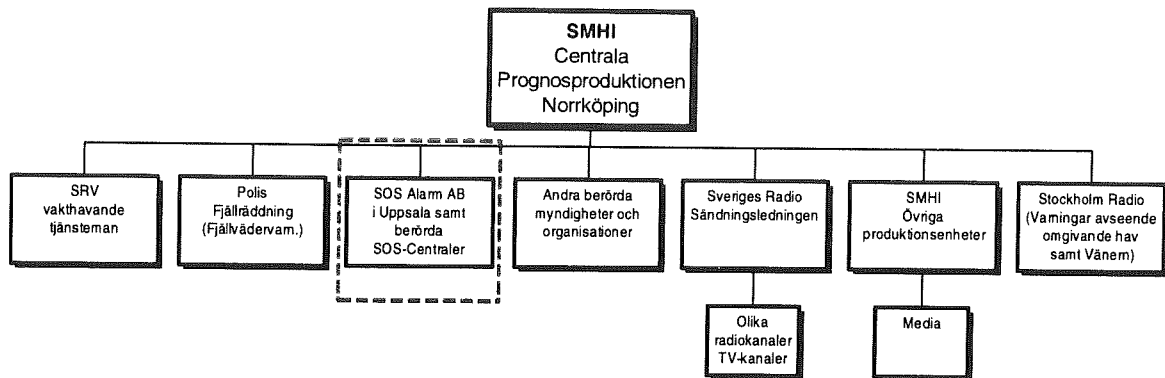 SMHI
Centrala
Prognosproduktionen
Norrköping
SRV
vakthavande
tjänsteman
Polis
Fjällräddning
(Fjällvädervarn.)
SOS Alarm AB
i Uppsala samt
berörda
SOS-Centraler
Andra berörda
myndigheter och
organisationer
Sveriges Radio
Sändningsledningen
SMHI
Övriga
produktionsenheter
Stockholm Radio
(Varningar avseende
omgivande hav
samt Vänern)
Olika
radiokanaler
TV-kanaler
Media